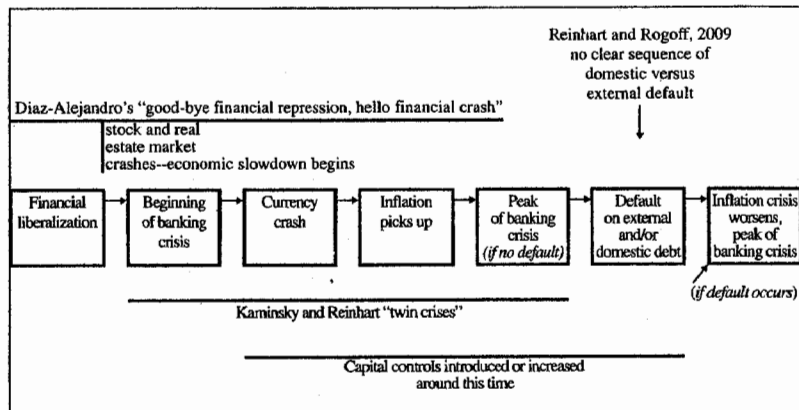 Reinhart and Rogoff, 2009
no clear sequence of
domestic versus
external default
Diaz-Alejandro's "good-bye financial repression, hello financial crash"
stock and real
estate market
crashes--economic slowdown begins
Financial
liberalization
Beginning
of banking
crisis
Currency
crash
Inflation
picks up
Peak
of banking
crisis
(if no default)
Default
on external
and/or
domestic debt
Inflation crisis
worsens,
peak of
banking crisis
(if default occurs)
Kaminsky and Reinhart "twin crises"
Capital controls introduced or increased
around this time